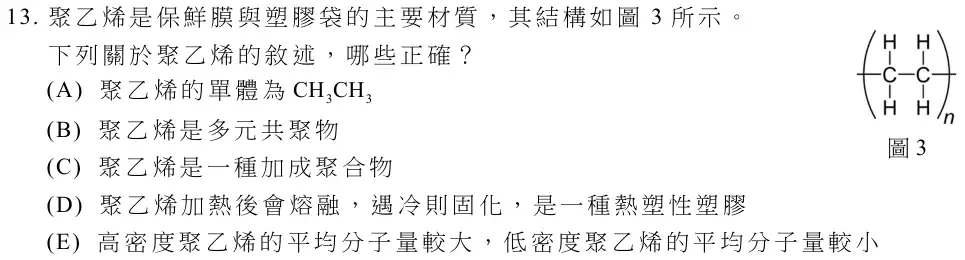 13. 聚乙烯是保鮮膜與塑膠袋的主要材質，其結構如圖 3 所示。
下列關於聚乙烯的敘述，哪些正確？
(A) 聚乙烯的單體為 CH₃CH₃
(B) 聚乙烯是多元共聚物
(C) 聚乙烯是一種加成聚合物
(D) 聚乙烯加熱後會熔融，遇冷則固化，是一種熱塑性塑膠
(E) 高密度聚乙烯的平均分子量較大，低密度聚乙烯的平均分子量較小
H H
C C
H H
n
圖 3